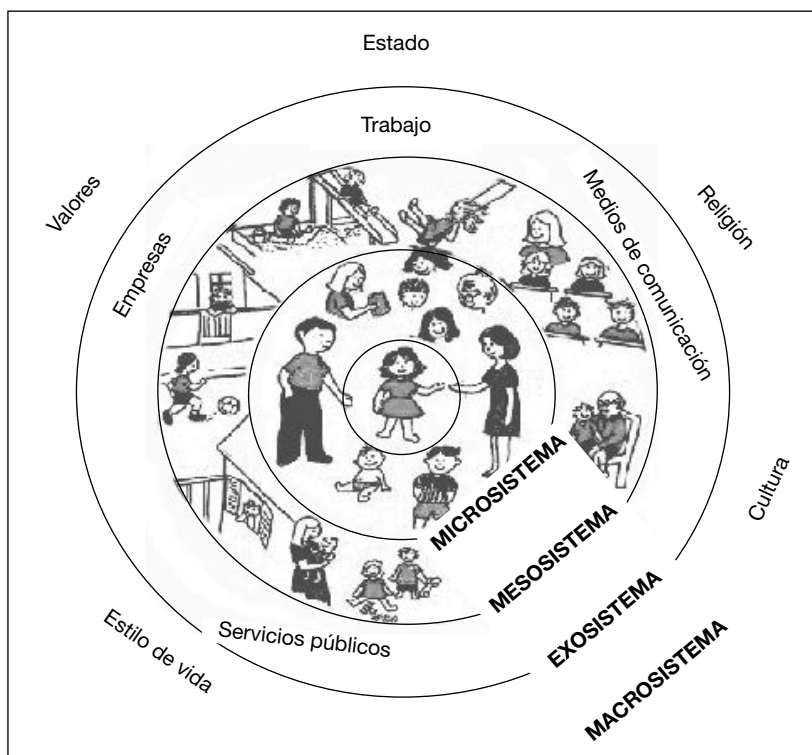 Estado
Trabajo
Valores
Religión
Empresas
Medios de comunicación
MICROSISTEMA
Cultura
MESOSISTEMA
EXOSISTEMA
Servicios públicos
Estilo de vida
MACROSISTEMA